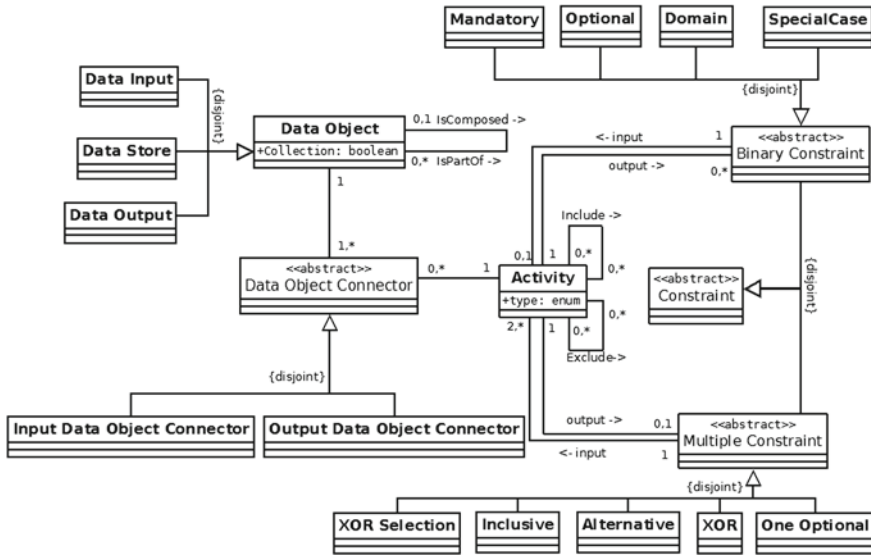 Mandatory
Optional
Domain
SpecialCase
Data Input
{disjoint}
{disjoint}
Data Object
+Collection: boolean
0,1 IsComposed ->
0,* IsPartOf ->
<- input
1
output ->
0,*
<<abstract>>
Binary Constraint
Data Store
Data Output
1
1,*
<<abstract>>
Data Object Connector
0,*
1
0,1
1
Include ->
0,*
0,*
Activity
+type: enum
2,*
1
0,*
0,*
Exclude->
<<abstract>>
Constraint
{disjoint}
{disjoint}
Input Data Object Connector
Output Data Object Connector
output ->
0,1
<- input
1
<<abstract>>
Multiple Constraint
{disjoint}
XOR Selection
Inclusive
Alternative
XOR
One Optional